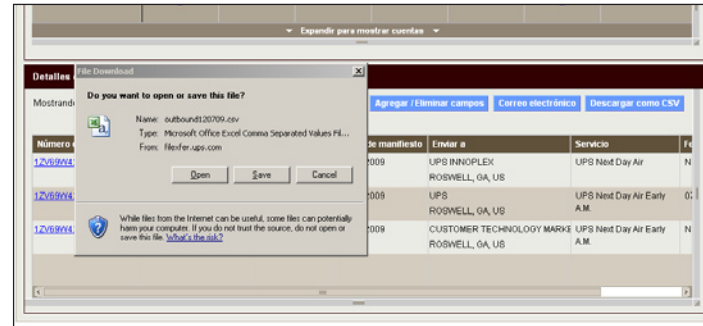 Expandir para mostrar cuentas
Detalles
File Download
Mostrando
Do you want to open or save this file?
Name: outbound120709.csv
Type: Microsoft Office Excel Comma Separated Values Fil...
From: filexfer.ups.com
Open Save Cancel
While files from the Internet can be useful, some files can potentially
harm your computer. If you do not trust the source, do not open or
save this file. What's the risk?
Agregar / Eliminar campos Correo electrónico Descargar como CSV
Número de manifiesto Enviar a Servicio Fe
1ZV69W4 2009 UPS INNOPLEX UPS Next Day Air N
ROSWELL, GA, US
1ZV69W4 2009 UPS UPS Next Day Air Early
ROSWELL, GA, US A.M.
1ZV69W4 2009 CUSTOMER TECHNOLOGY MARKE UPS Next Day Air Early N
ROSWELL, GA, US A.M.